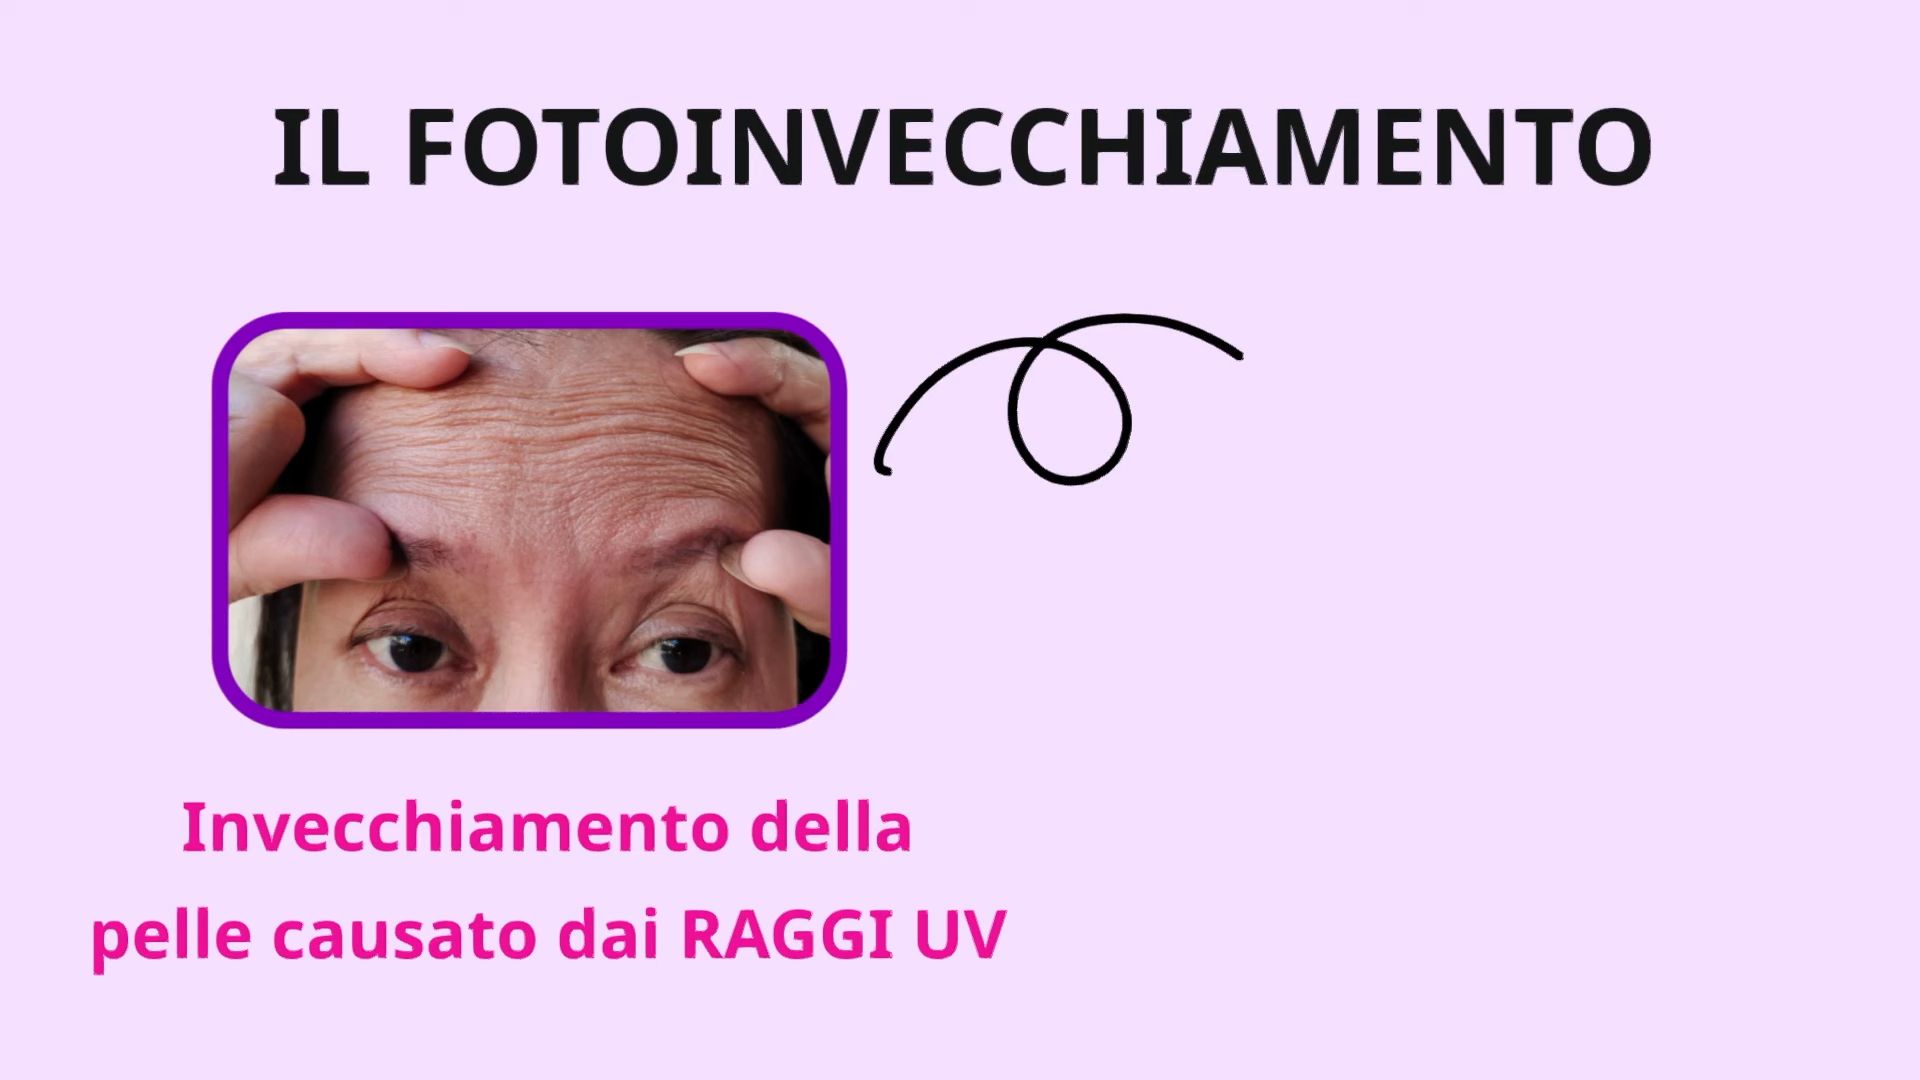 IL FOTOINVECCHIAMENTO
Invecchiamento della
pelle causato dai RAGGI UV